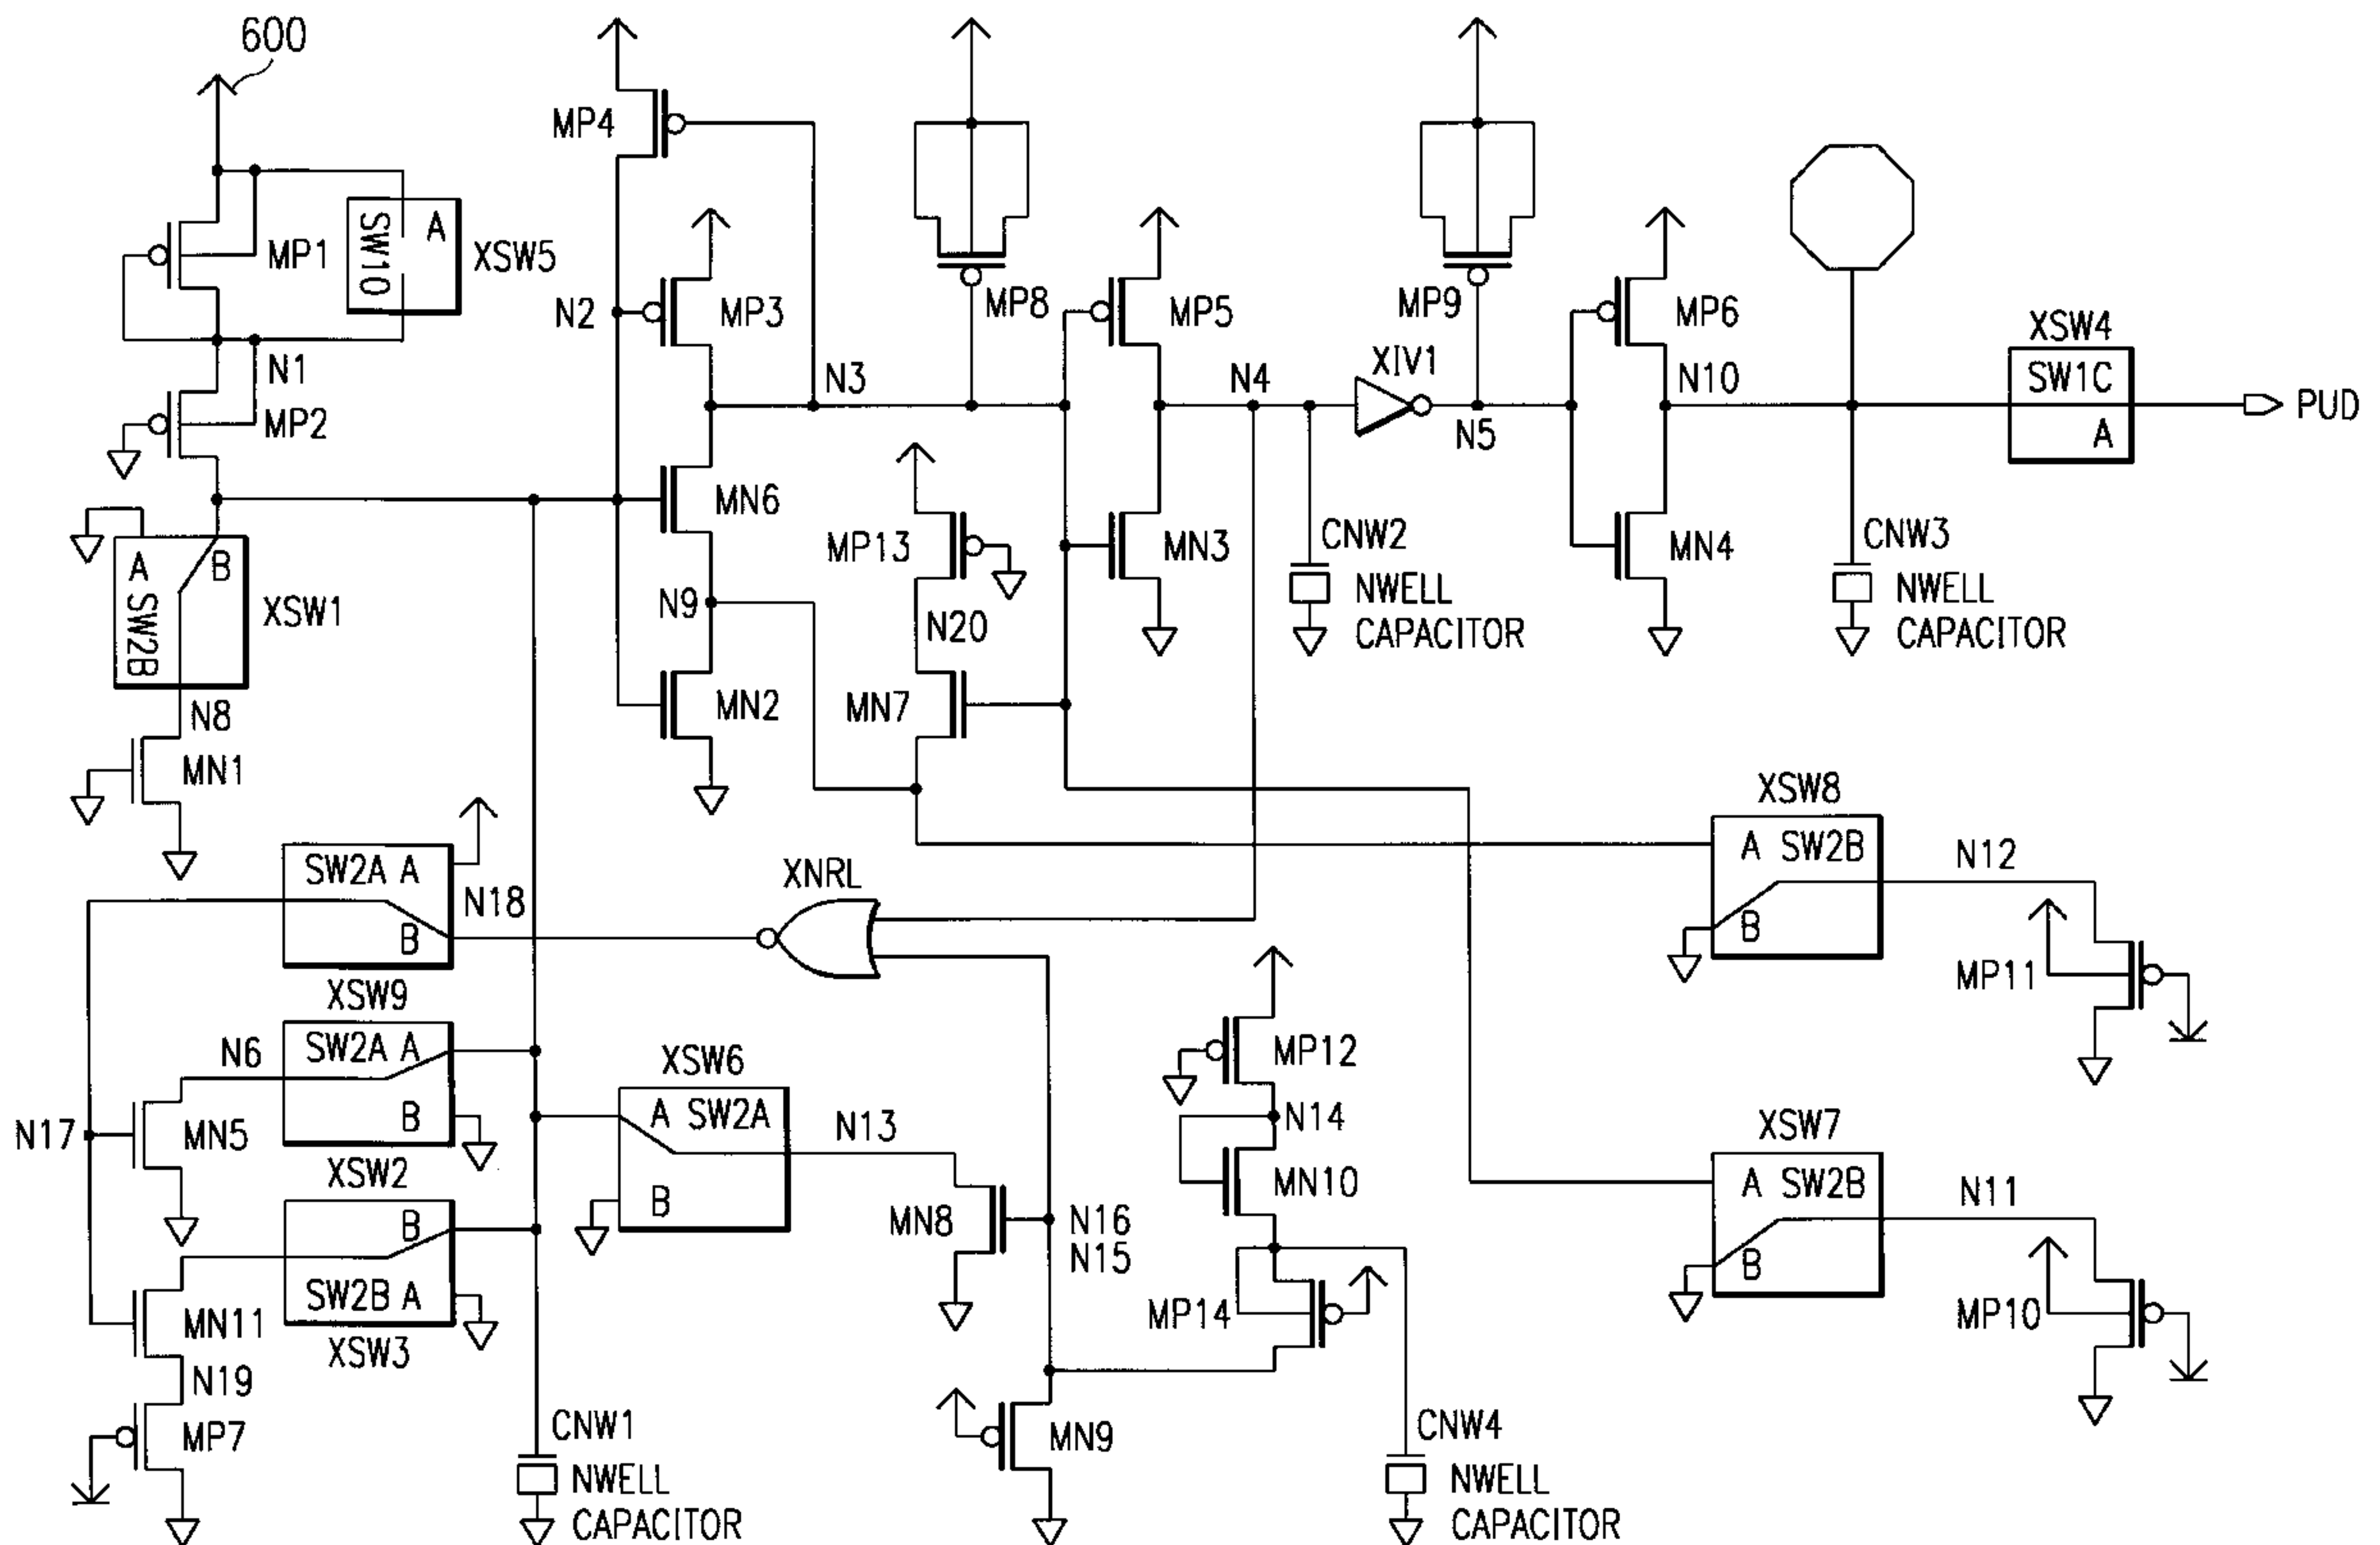 600
MP4
MP1
SW10
A
XSW5
N2
MP3
MP8
MP5
MP9
MP6
XSW4
N1
MP2
N3
N4
XIV1
N5
N10
SW1C
A
PUD
MN6
MP13
MN3
CNW2
NWELL
CAPACITOR
MN4
CNW3
NWELL
CAPACITOR
A
B
SW2B
XSW1
N9
N20
N8
MN1
MN2
MN7
XSW8
A SW2B
B
N12
MP11
SW2A A
B
N18
XSW9
XNRL
N6
SW2A A
B
XSW2
XSW6
A SW2A
B
N13
MP12
N14
N17
MN5
MN8
N16
N15
MN10
XSW7
A SW2B
B
N11
MP10
B
SW2B A
XSW3
MN11
N19
MP7
MP14
MN9
CNW1
NWELL
CAPACITOR
CNW4
NWELL
CAPACITOR